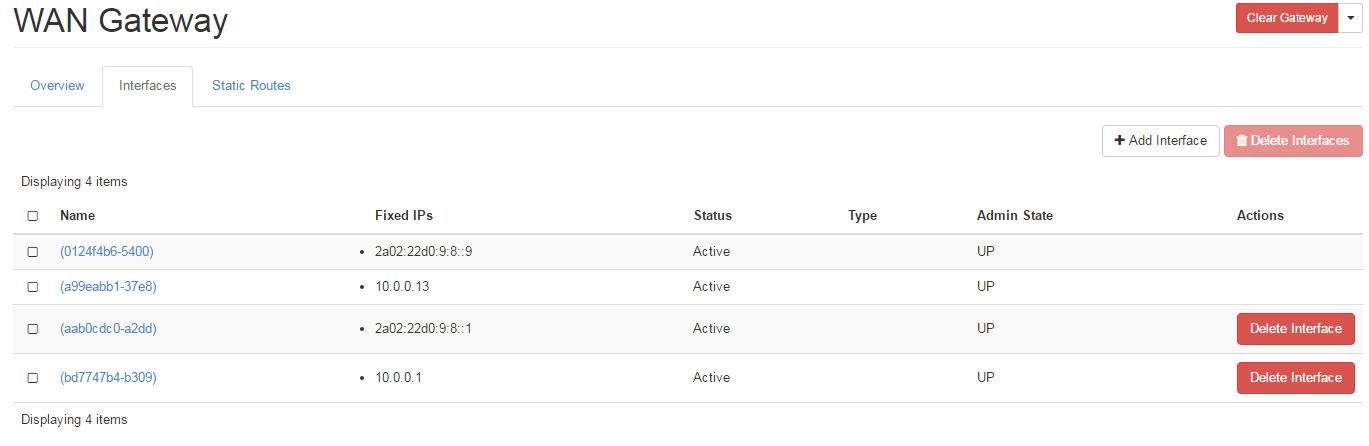 WAN Gateway
Clear Gateway
Overview Interfaces Static Routes
Add Interface Delete Interfaces
Displaying 4 items
Name Fixed IPs Status Type Admin State Actions
(0124f4b6-5400) • 2a02:22d0:9:8::9 Active UP
(a99eabb1-37e8) • 10.0.0.13 Active UP
(aab0cdc0-a2dd) • 2a02:22d0:9:8::1 Active UP Delete Interface
(bd7747b4-b309) • 10.0.0.1 Active UP Delete Interface
Displaying 4 items